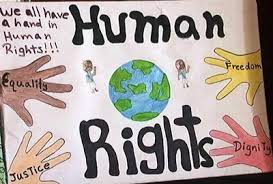 We all have
a hand in
Human
Rights!!!
Human
Equality
Freedom
Rights
Justice
Dignity